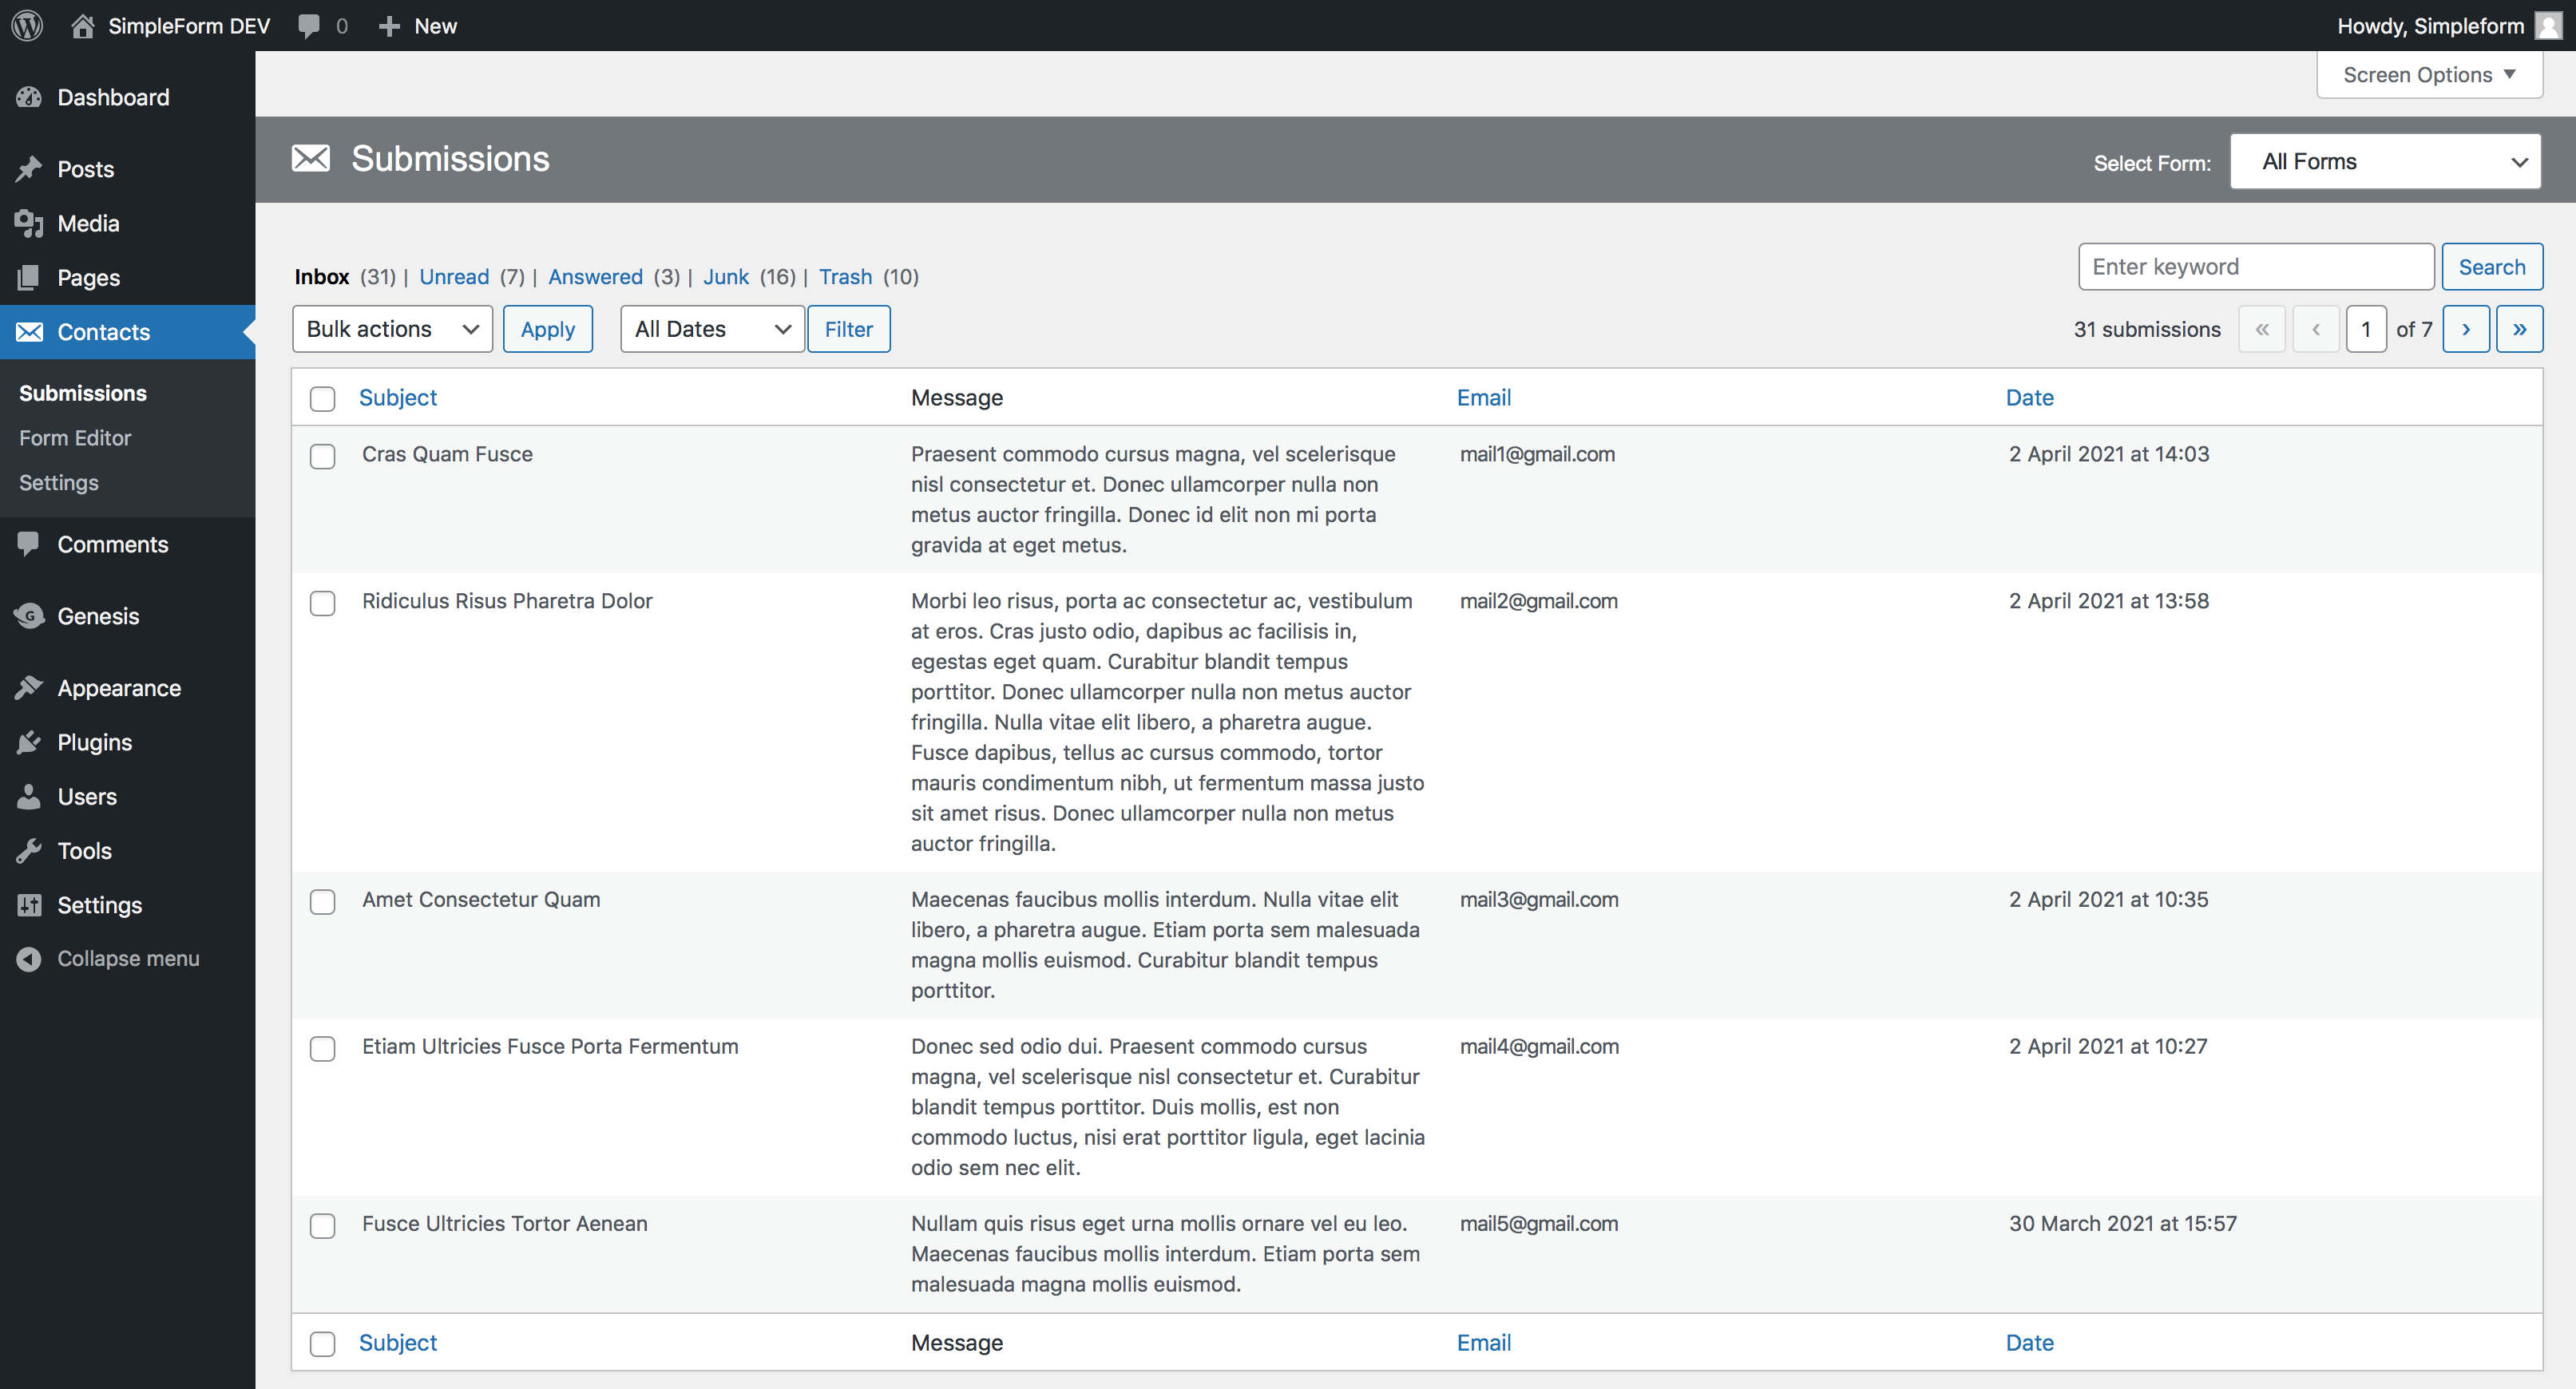 SimpleForm DEV 0 New Howdy, Simpleform
Screen Options
Dashboard
Posts
Media
Pages
Contacts
Submissions
Form Editor
Settings
Comments
Genesis
Appearance
Plugins
Users
Tools
Settings
Collapse menu
Submissions Select Form: All Forms
Inbox (31) | Unread (7) | Answered (3) | Junk (16) | Trash (10)
Enter keyword Search
Bulk actions Apply All Dates Filter 31 submissions « ‹ 1 of 7 › »
Subject Message Email Date
Cras Quam Fusce Praesent commodo cursus magna, vel scelerisque mail1@gmail.com 2 April 2021 at 14:03
nisl consectetur et. Donec ullamcorper nulla non
metus auctor fringilla. Donec id elit non mi porta
gravida at eget metus.
Ridiculus Risus Pharetra Dolor Morbi leo risus, porta ac consectetur ac, vestibulum mail2@gmail.com 2 April 2021 at 13:58
at eros. Cras justo odio, dapibus ac facilisis in,
egestas eget quam. Curabitur blandit tempus
porttitor. Donec ullamcorper nulla non metus auctor
fringilla. Nulla vitae elit libero, a pharetra augue.
Fusce dapibus, tellus ac cursus commodo, tortor
mauris condimentum nibh, ut fermentum massa justo
sit amet risus. Donec ullamcorper nulla non metus
auctor fringilla.
Amet Consectetur Quam Maecenas faucibus mollis interdum. Nulla vitae elit mail3@gmail.com 2 April 2021 at 10:35
libero, a pharetra augue. Etiam porta sem malesuada
magna mollis euismod. Curabitur blandit tempus
porttitor.
Etiam Ultricies Fusce Porta Fermentum Donec sed odio dui. Praesent commodo cursus mail4@gmail.com 2 April 2021 at 10:27
magna, vel scelerisque nisl consectetur et. Curabitur
blandit tempus porttitor. Duis mollis, est non
commodo luctus, nisi erat porttitor ligula, eget lacinia
odio sem nec elit.
Fusce Ultricies Tortor Aenean Nullam quis risus eget urna mollis ornare vel eu leo. mail5@gmail.com 30 March 2021 at 15:57
Maecenas faucibus mollis interdum. Etiam porta sem
malesuada magna mollis euismod.
Subject Message Email Date